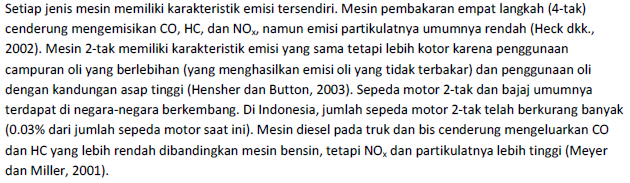 Setiap jenis mesin memiliki karakteristik emisi tersendiri. Mesin pembakaran empat langkah (4-tak)
cenderung mengemisikan CO, HC, dan NOₓ, namun emisi partikulatnya umumnya rendah (Heck dkk.,
2002). Mesin 2-tak memiliki karakteristik emisi yang sama tetapi lebih kotor karena penggunaan
campuran oli yang berlebihan (yang menghasilkan emisi oli yang tidak terbakar) dan penggunaan oli
dengan kandungan asap tinggi (Hensher dan Button, 2003). Sepeda motor 2-tak dan bajaj umumnya
terdapat di negara-negara berkembang. Di Indonesia, jumlah sepeda motor 2-tak telah berkurang banyak
(0.03% dari jumlah sepeda motor saat ini). Mesin diesel pada truk dan bis cenderung mengeluarkan CO
dan HC yang lebih rendah dibandingkan mesin bensin, tetapi NOₓ dan partikulatnya lebih tinggi (Meyer
dan Miller, 2001).